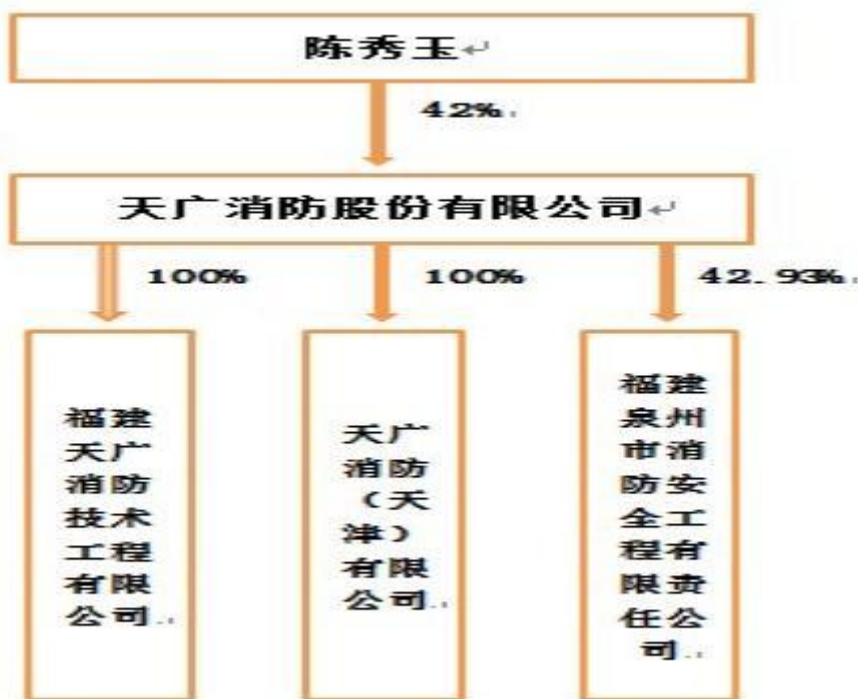 陈秀玉
42%
天广消防股份有限公司
100%
100%
42.93%
福建
天广
消防
技术
工程
有限
公司
天广
消防
（天
津）
有限
公司
福建
泉州
市消
防安
全工
程有
限责
任公
司